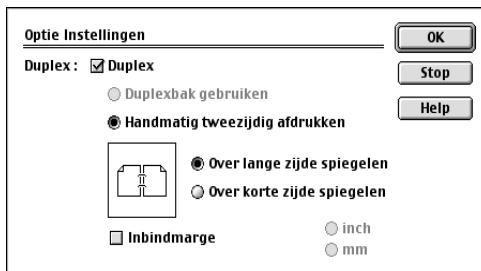 Optie Instellingen
OK
Duplex : Duplex
Stop
Duplexbak gebruiken
Help
Handmatig tweezijdig afdrukken
Over lange zijde spiegelen
Over korte zijde spiegelen
Inbindmarge
inch
mm